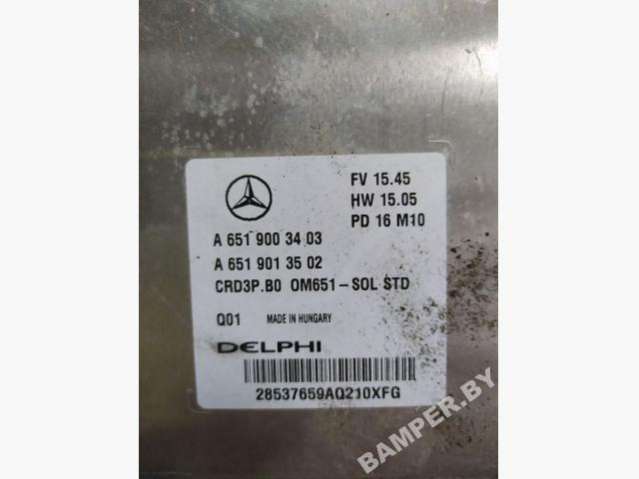 FV 15.45
HW 15.05
PD 16 M10
A 651 900 34 03
A 651 901 35 02
CRD3P.B0 OM651-SOL STD
Q01 MADE IN HUNGARY
DELPHI
28537659AQ210XFG
BAMPER.BY